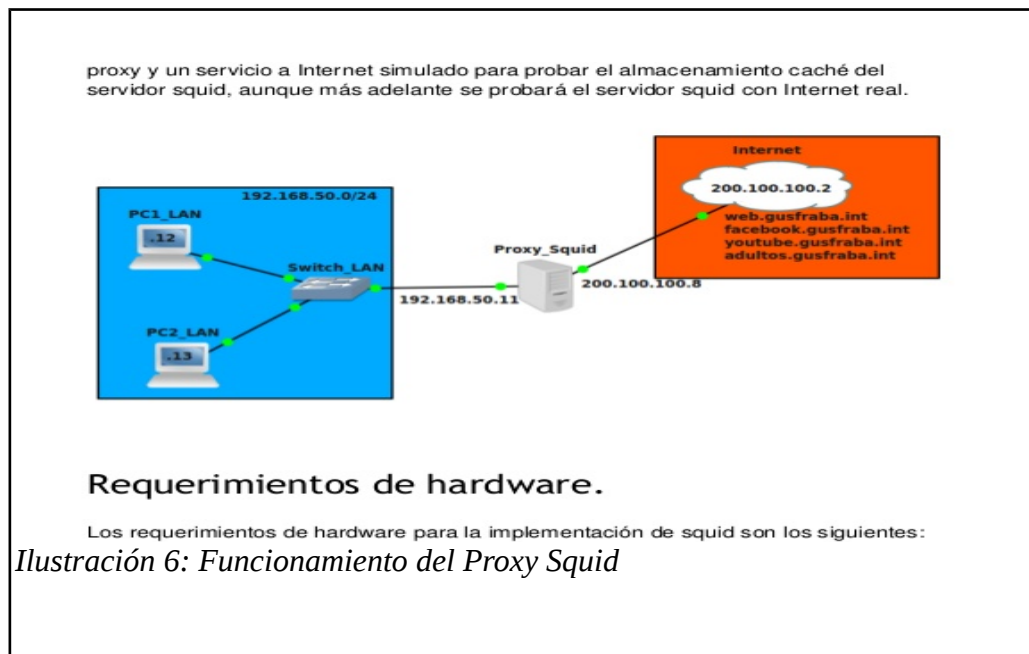 proxy y un servicio a Internet simulado para probar el almacenamiento caché del
servidor squid, aunque más adelante se probará el servidor squid con Internet real.
Internet
200.100.100.2
web.gusfraba.int
facebook.gusfraba.int
youtube.gusfraba.int
adultos.gusfraba.int
192.168.50.0/24
PC1_LAN
.12
Switch_LAN
PC2_LAN
.13
192.168.50.11
Proxy_Squid
200.100.100.8
Requerimientos de hardware.
Los requerimientos de hardware para la implementación de squid son los siguientes:
Ilustración 6: Funcionamiento del Proxy Squid